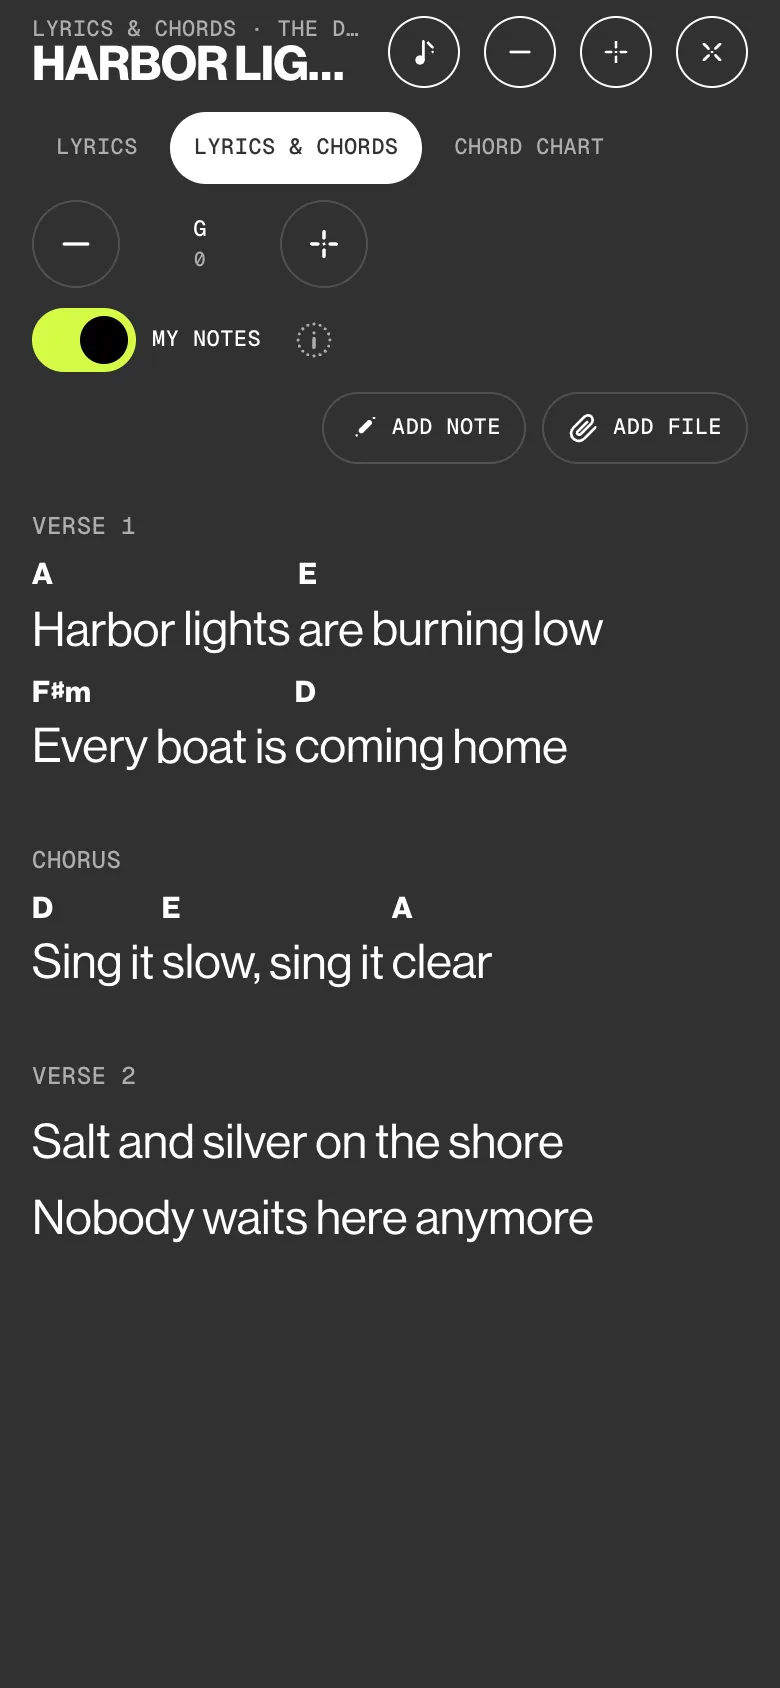 LYRICS & CHORDS · THE D…
HARBOR LIG…
LYRICS
LYRICS & CHORDS
CHORD CHART
G
0
MY NOTES
ADD NOTE
ADD FILE
VERSE 1
A E
Harbor lights are burning low
F#m D
Every boat is coming home
CHORUS
D E A
Sing it slow, sing it clear
VERSE 2
Salt and silver on the shore
Nobody waits here anymore